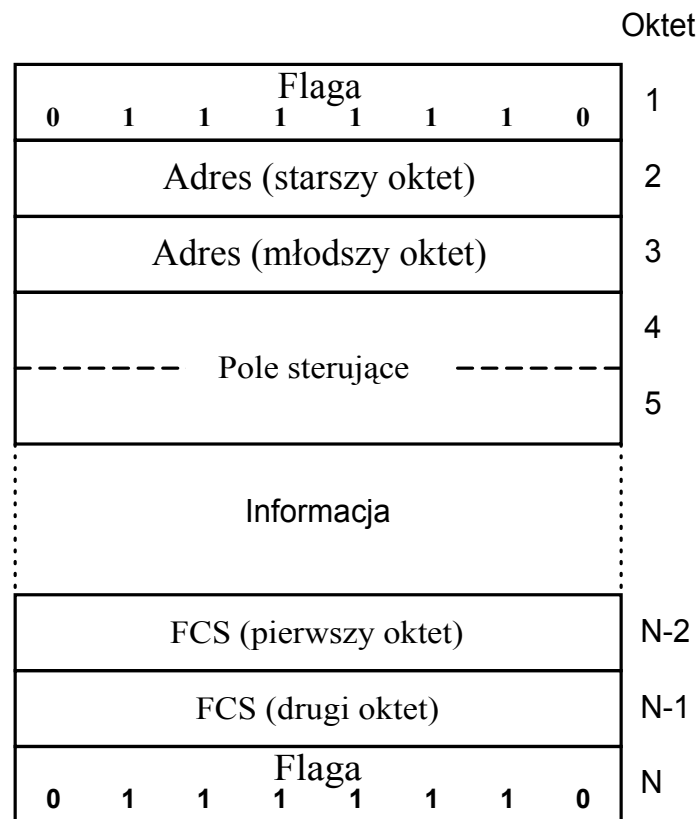 Oktet
Flaga
0 1 1 1 1 1 1 0
1
Adres (starszy oktet)
2
Adres (młodszy oktet)
3
4
Pole sterujące
5
Informacja
FCS (pierwszy oktet)
N-2
FCS (drugi oktet)
N-1
Flaga
0 1 1 1 1 1 1 0
N